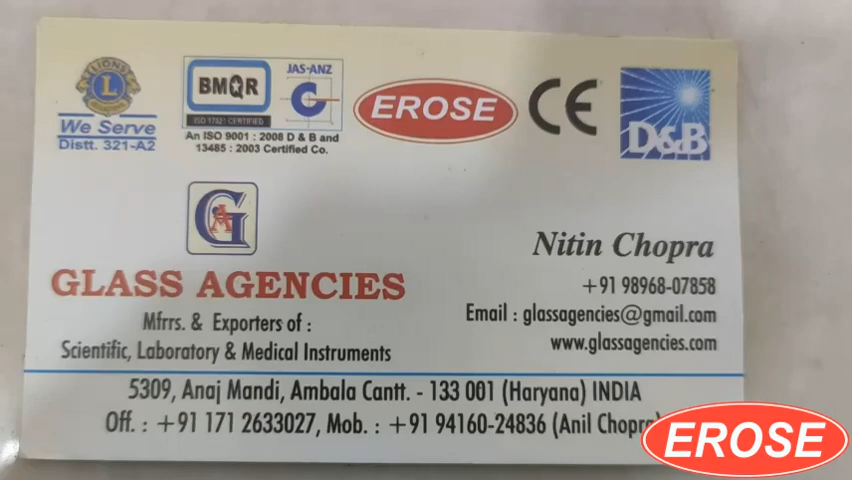 LIONS
L
We Serve
Distt. 321-A2
BMQR
ISO 17021 CERTIFIED
JAS-ANZ
An ISO 9001 : 2008 D & B and
13485 : 2003 Certified Co.
EROSE
CE
D&B
GA
GLASS AGENCIES
Mfrrs. & Exporters of :
Scientific, Laboratory & Medical Instruments
Nitin Chopra
+91 98968-07858
Email : glassagencies@gmail.com
www.glassagencies.com
5309, Anaj Mandi, Ambala Cantt. - 133 001 (Haryana) INDIA
Off. : +91 171 2633027, Mob. : +91 94160-24836 (Anil Chopra)
EROSE